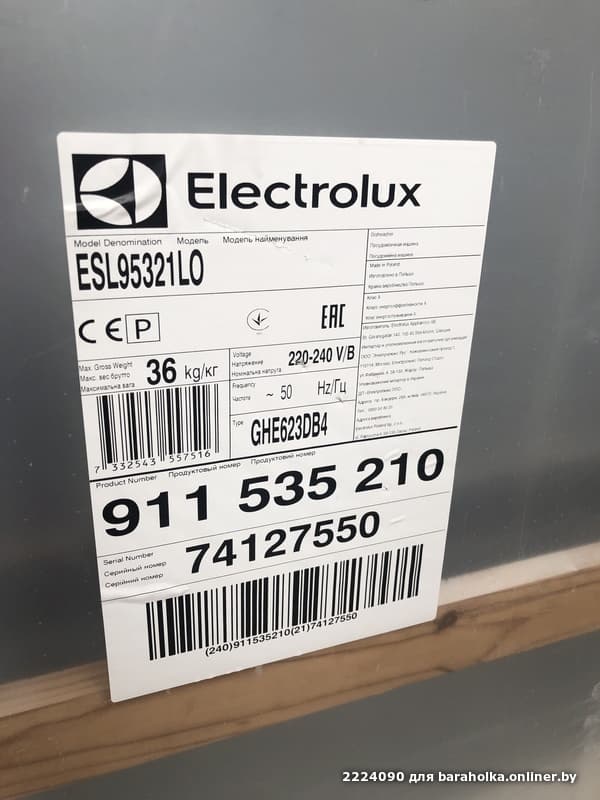 Electrolux
Model Denomination Модель Модель найменування
ESL95321LO
Dishwasher
Посудомоечная машина
Посудомийна машина
Made in Poland
Изготовлено в Польше
Країна виробництва Польща
CE P EAC
Max. Gross Weight
Макс. вес брутто
Максимальна вага
36 kg/кг
Voltage
Напряжение
Номінальна напруга
220-240 V/B
Frequency
Частота
~ 50 Hz/Гц
Type
GHE623DB4
7 332543 557516
Product Number Продуктовый номер Продуктовий номер
911 535 210
Serial Number
Серийный номер
Серійний номер
74127550
(240)911535210(21)74127550
2224090 для baraholka.onliner.by